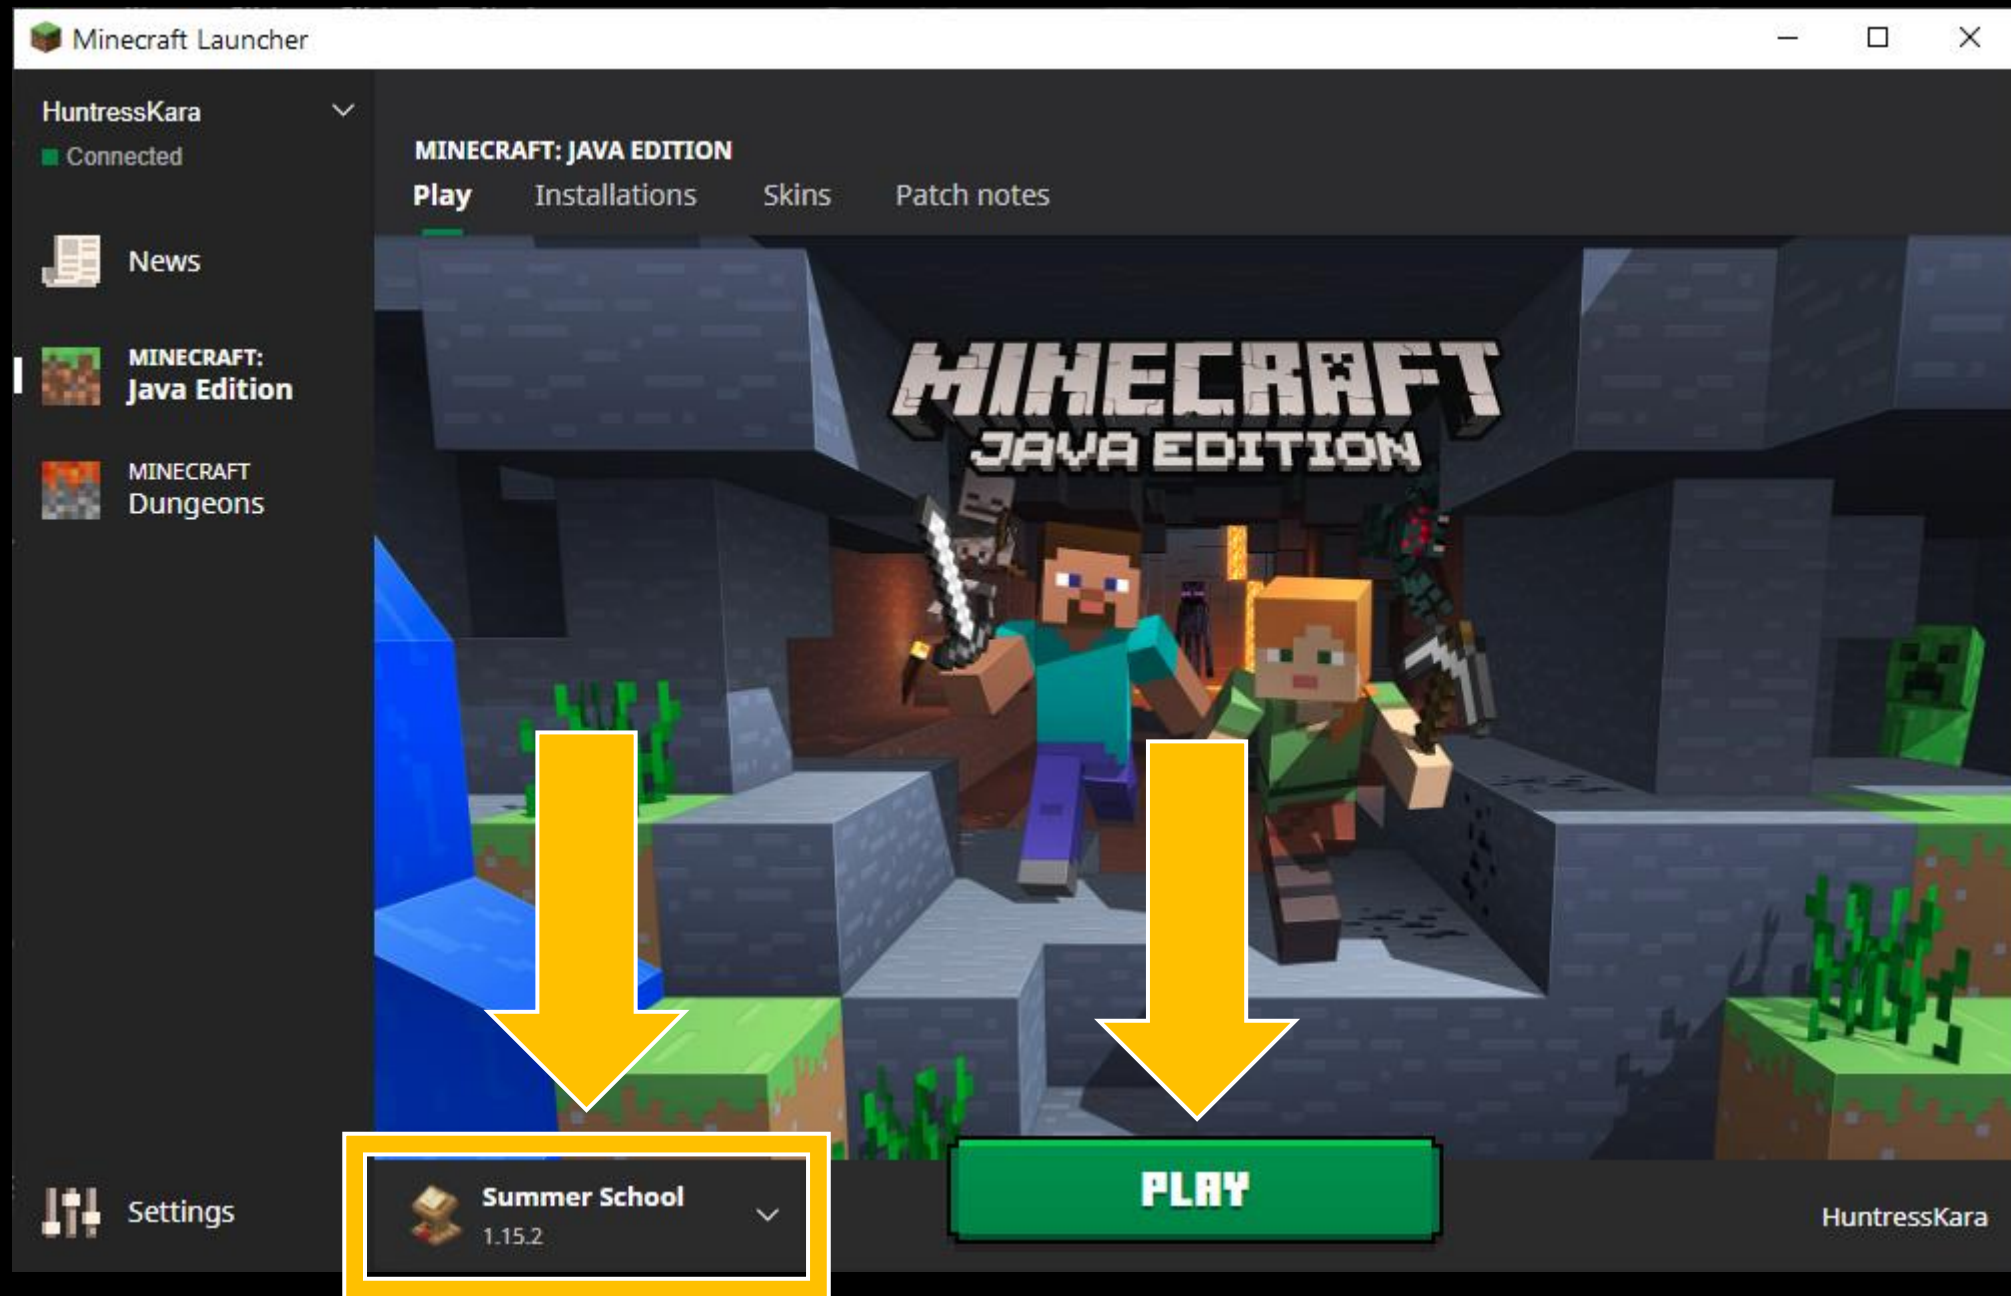 Minecraft Launcher
HuntressKara
Connected
News
MINECRAFT:
Java Edition
MINECRAFT
Dungeons
Settings
MINECRAFT: JAVA EDITION
Play Installations Skins Patch notes
MINECRAFT
JAVA EDITION
Summer School
1.15.2
PLAY
HuntressKara